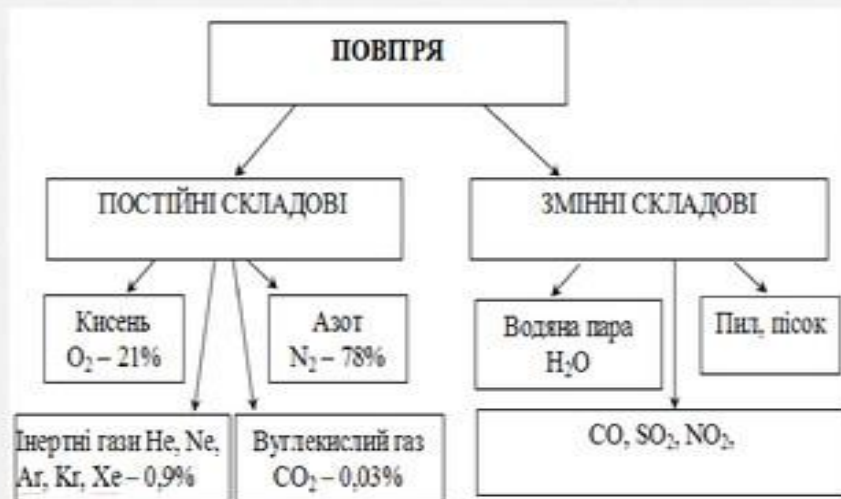 ПОВІТРЯ
ПОСТІЙНІ СКЛАДОВІ
ЗМІННІ СКЛАДОВІ
Кисень
O₂ – 21%
Азот
N₂ – 78%
Водяна пара
H₂O
Пил, пісок
Інертні гази He, Ne,
Ar, Kr, Xe – 0,9%
Вуглекислий газ
CO₂ – 0,03%
CO, SO₂, NO₂,